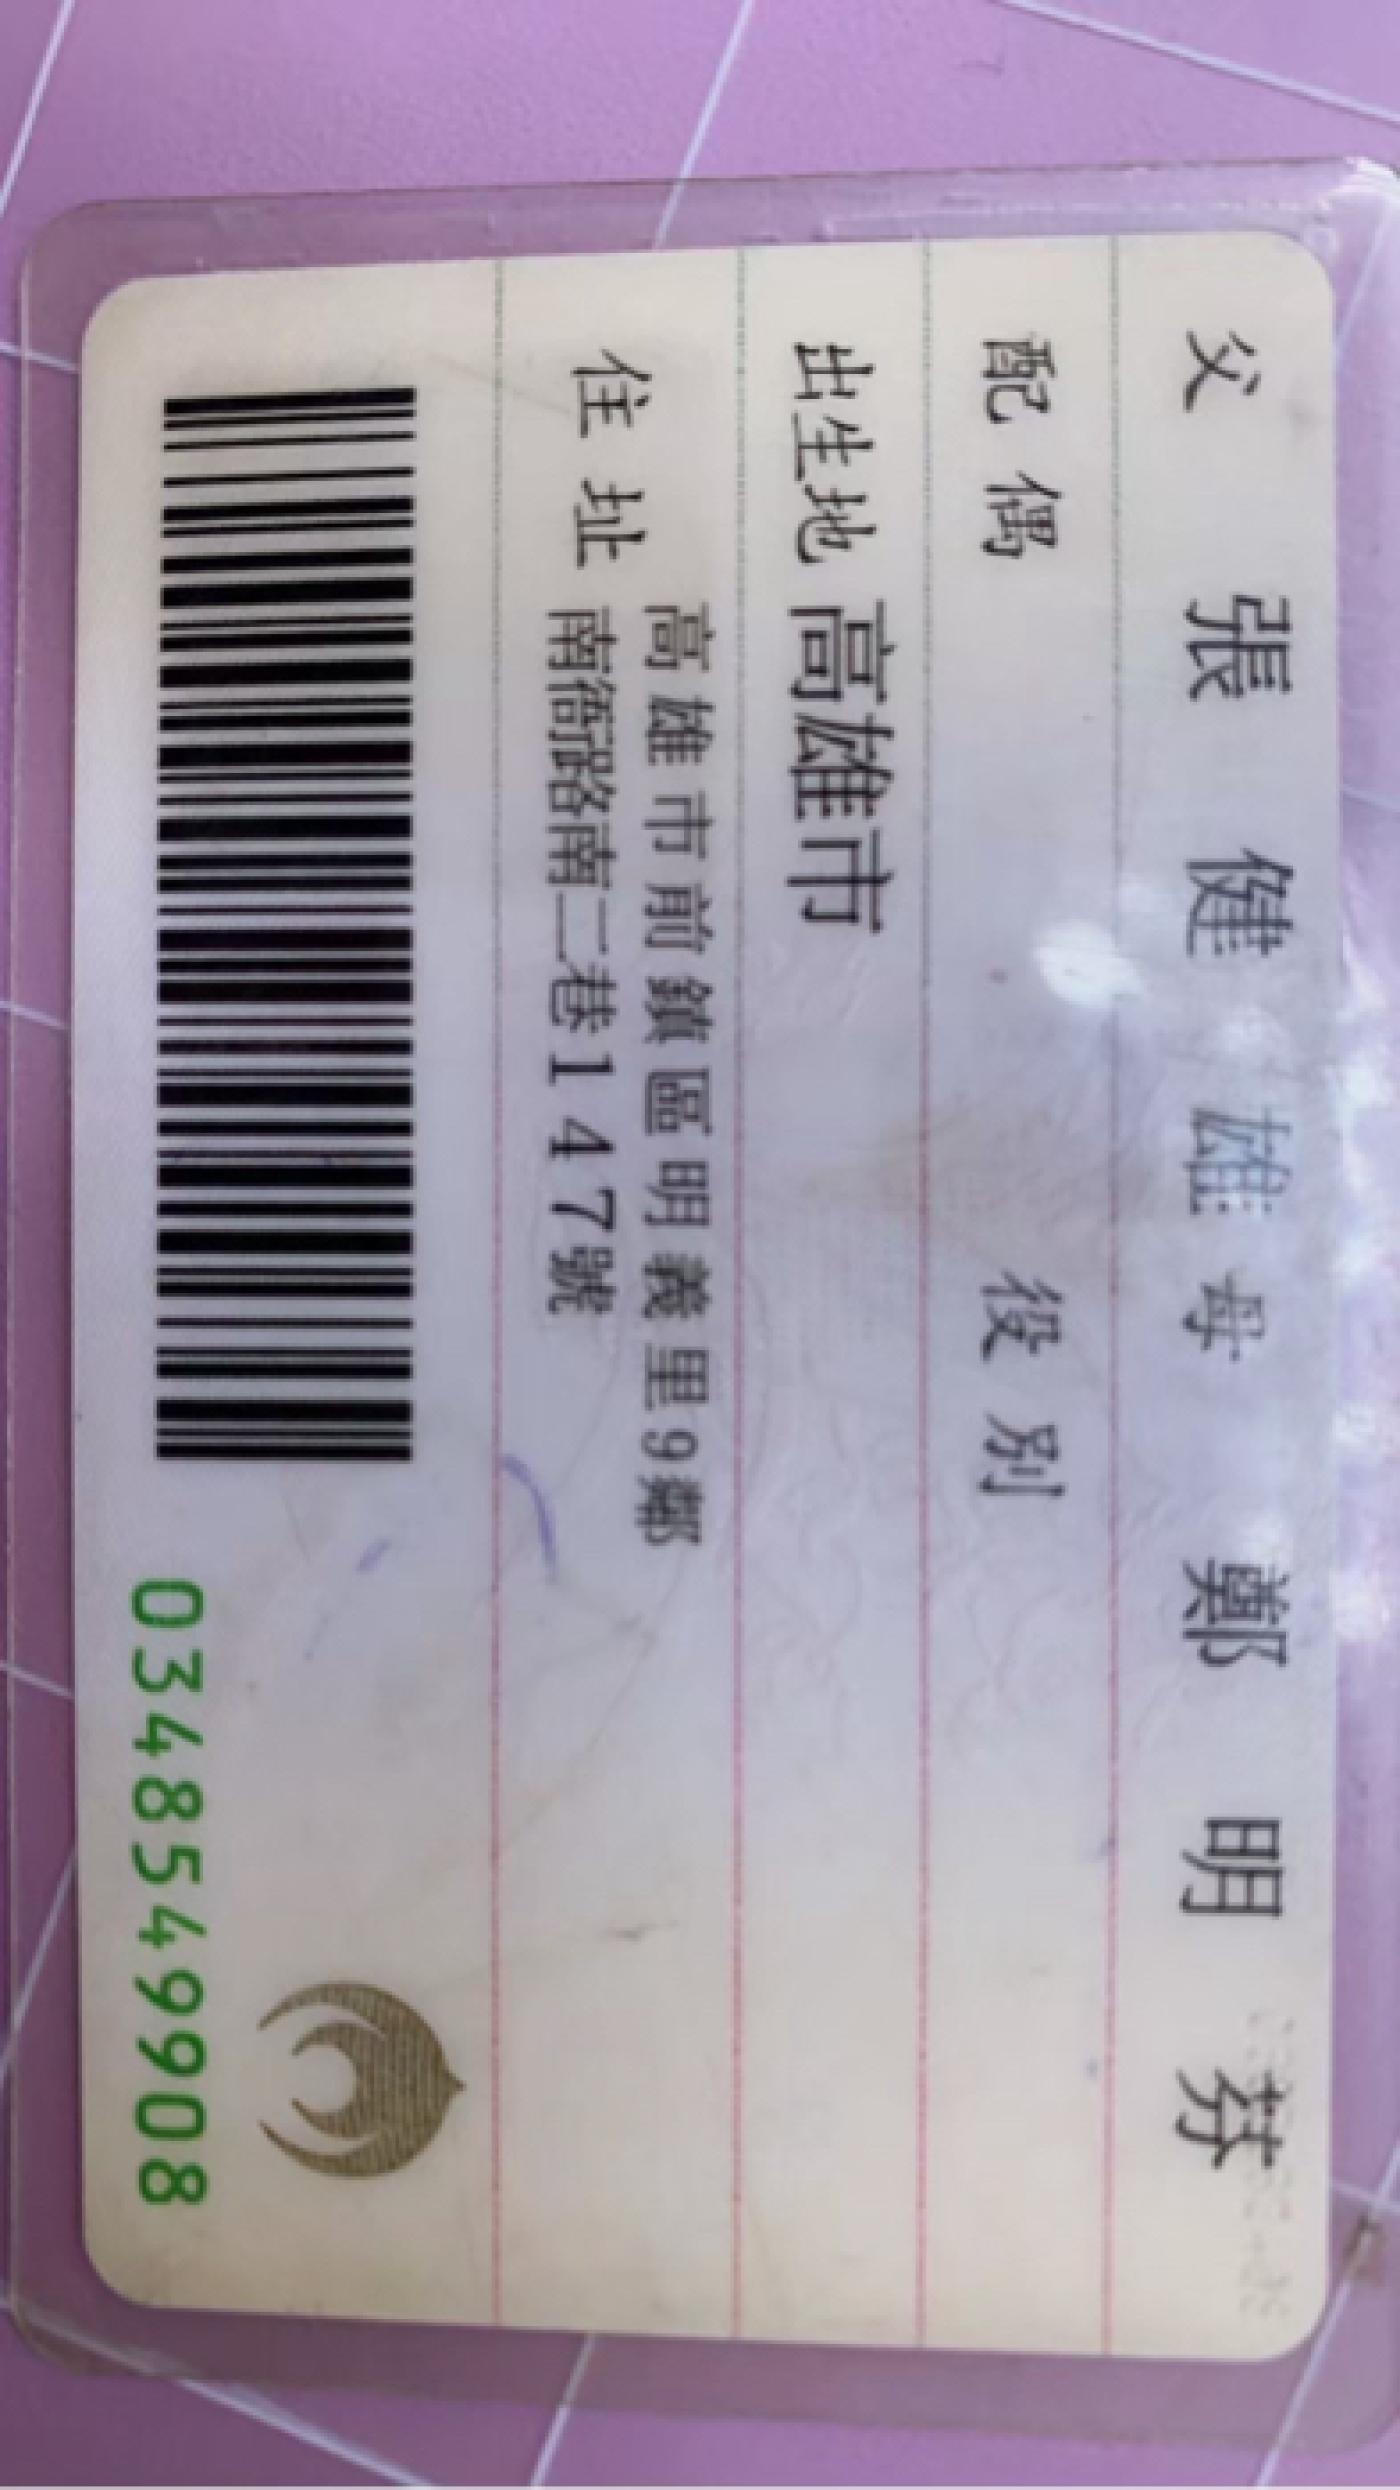 父 張健雄 母 鄭明芬
配偶 役別
出生地 高雄市
住址 高雄市前鎮區明義里9鄰
南衙路南二巷147號
0348549908